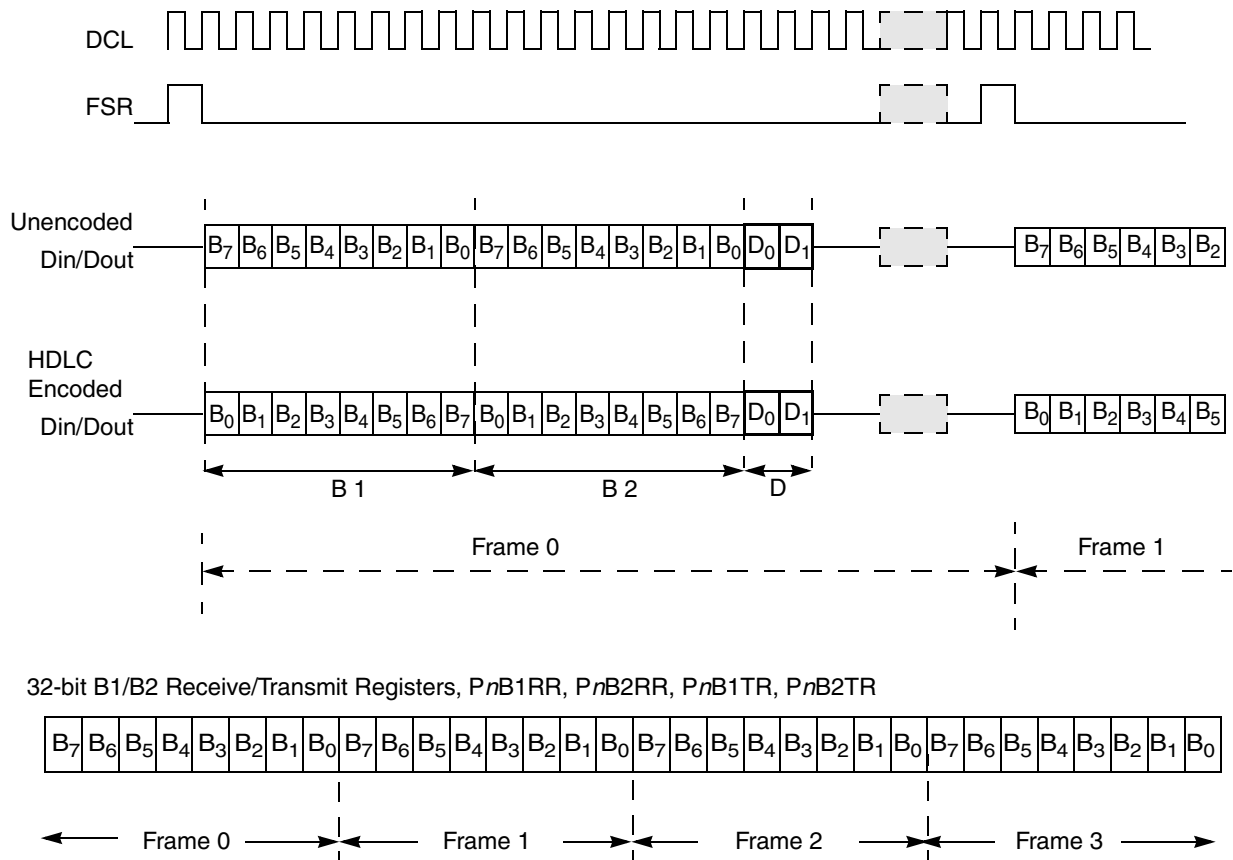 DCL
FSR
Unencoded
Din/Dout
B7 B6 B5 B4 B3 B2 B1 B0 B7 B6 B5 B4 B3 B2 B1 B0 D0 D1 B7 B6 B5 B4 B3 B2
HDLC
Encoded
Din/Dout
B0 B1 B2 B3 B4 B5 B6 B7 B0 B1 B2 B3 B4 B5 B6 B7 D0 D1 B0 B1 B2 B3 B4 B5
B 1 B 2 D
Frame 0 Frame 1
32-bit B1/B2 Receive/Transmit Registers, PnB1RR, PnB2RR, PnB1TR, PnB2TR
B7 B6 B5 B4 B3 B2 B1 B0 B7 B6 B5 B4 B3 B2 B1 B0 B7 B6 B5 B4 B3 B2 B1 B0 B7 B6 B5 B4 B3 B2 B1 B0
Frame 0 Frame 1 Frame 2 Frame 3